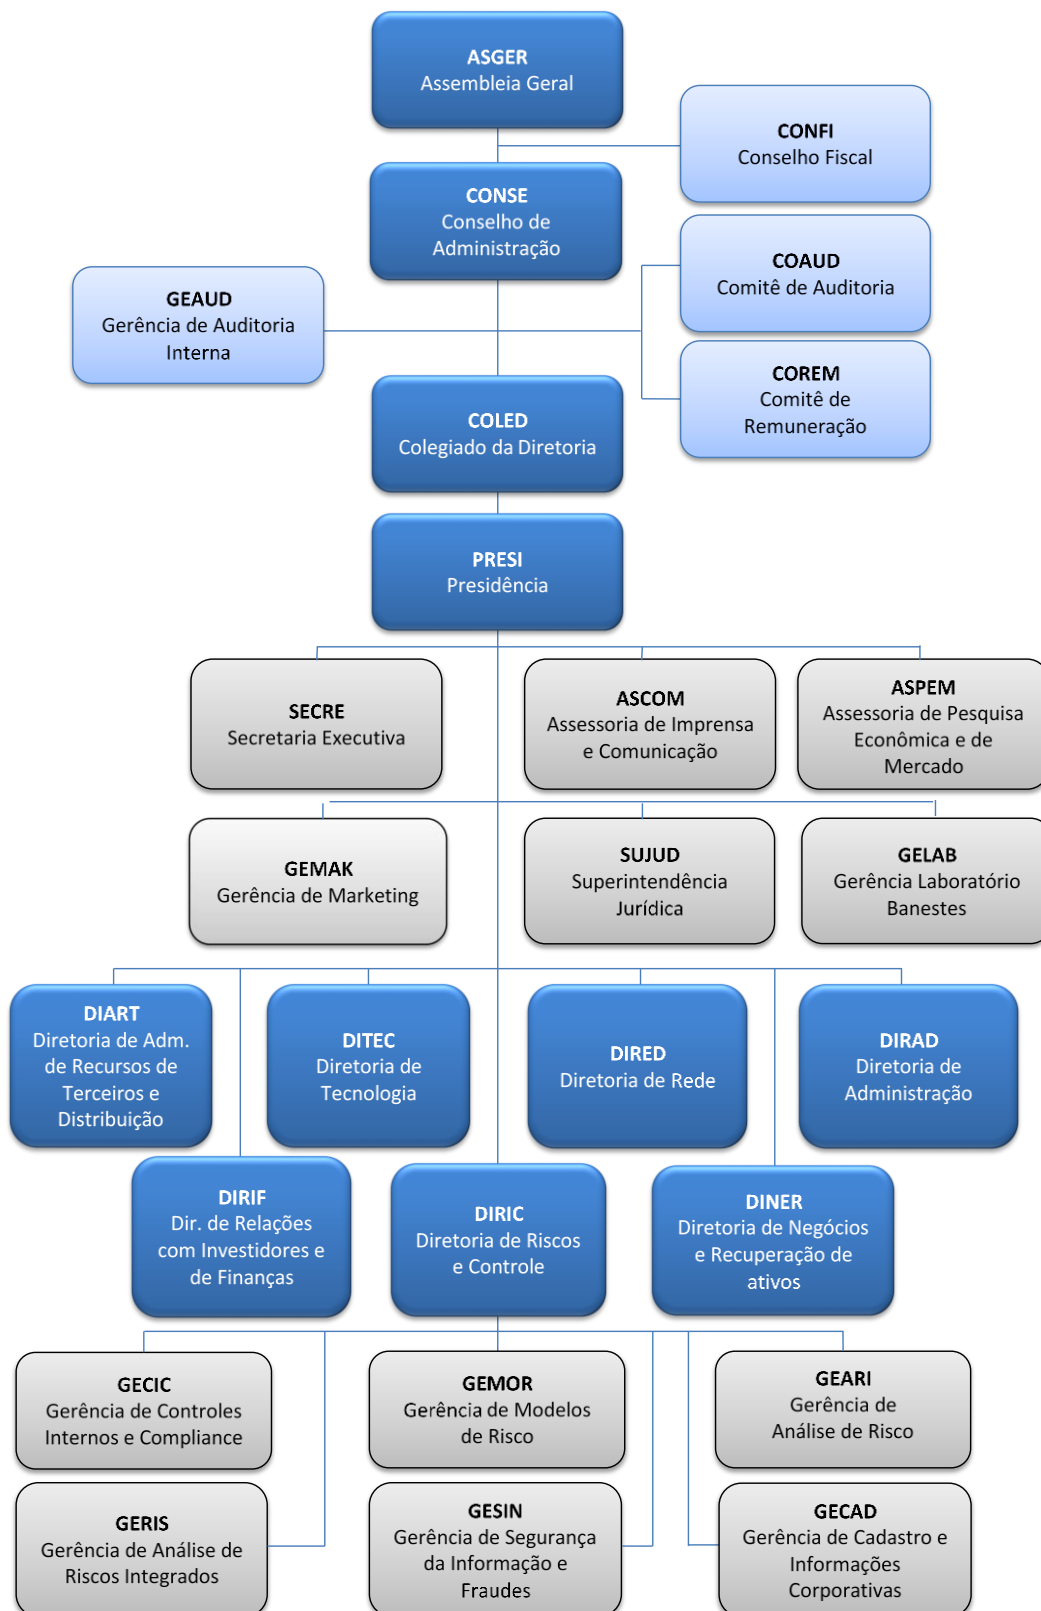 ASGER
Assembleia Geral
CONFI
Conselho Fiscal
CONSE
Conselho de
Administração
COAUD
Comitê de Auditoria
GEAUD
Gerência de Auditoria
Interna
COREM
Comitê de
Remuneração
COLED
Colegiado da Diretoria
PRESI
Presidência
SECRE
Secretaria Executiva
ASCOM
Assessoria de Imprensa
e Comunicação
ASPEM
Assessoria de Pesquisa
Econômica e de
Mercado
GEMAK
Gerência de Marketing
SUJUD
Superintendência
Jurídica
GELAB
Gerência Laboratório
Banestes
DIART
Diretoria de Adm.
de Recursos de
Terceiros e
Distribuição
DITEC
Diretoria de
Tecnologia
DIRED
Diretoria de Rede
DIRAD
Diretoria de
Administração
DIRIF
Dir. de Relações
com Investidores e
de Finanças
DIRIC
Diretoria de Riscos
e Controle
DINER
Diretoria de Negócios
e Recuperação de
ativos
GECIC
Gerência de Controles
Internos e Compliance
GEMOR
Gerência de Modelos
de Risco
GEARI
Gerência de
Análise de Risco
GERIS
Gerência de Análise de
Riscos Integrados
GESIN
Gerência de Segurança
da Informação e
Fraudes
GECAD
Gerência de Cadastro e
Informações
Corporativas